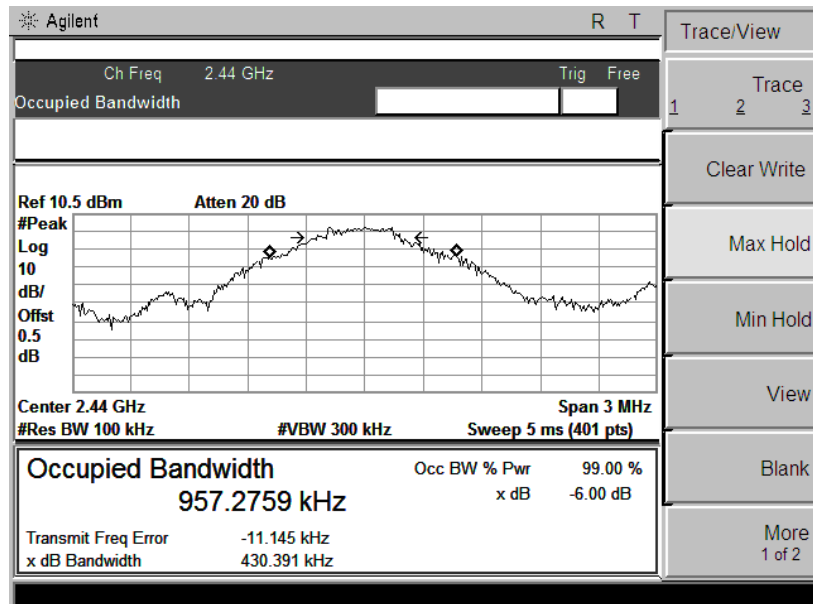 Agilent R T
Trace/View
Ch Freq 2.44 GHz Trig Free
Occupied Bandwidth
Trace
1 2 3
Clear Write
Ref 10.5 dBm Atten 20 dB
#Peak
Log
10
dB/
Offst
0.5
dB
Max Hold
Min Hold
View
Center 2.44 GHz Span 3 MHz
#Res BW 100 kHz #VBW 300 kHz Sweep 5 ms (401 pts)
Occupied Bandwidth
957.2759 kHz
Occ BW % Pwr 99.00 %
x dB -6.00 dB
Transmit Freq Error -11.145 kHz
x dB Bandwidth 430.391 kHz
Blank
More
1 of 2